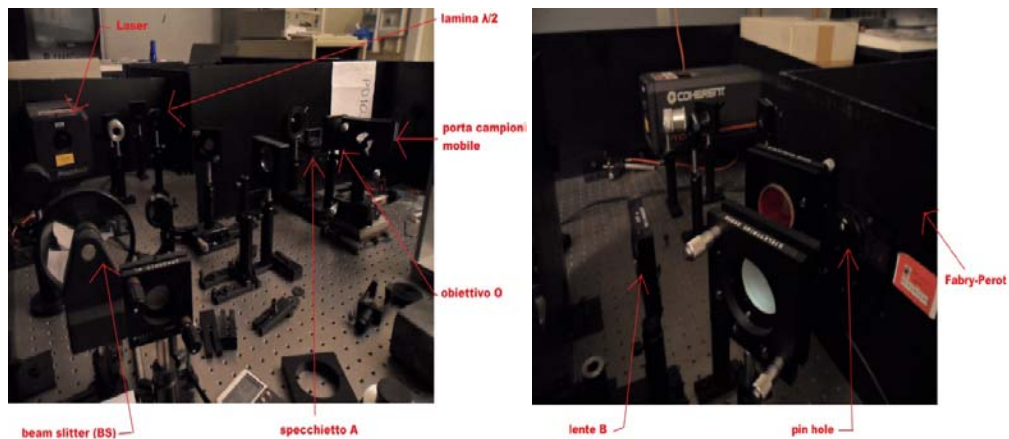 Laser
lamina λ/2
porta campioni
mobile
obiettivo O
beam slitter (BS)
specchietto A
COHERENT
Fabry-Perot
lente B
pin hole